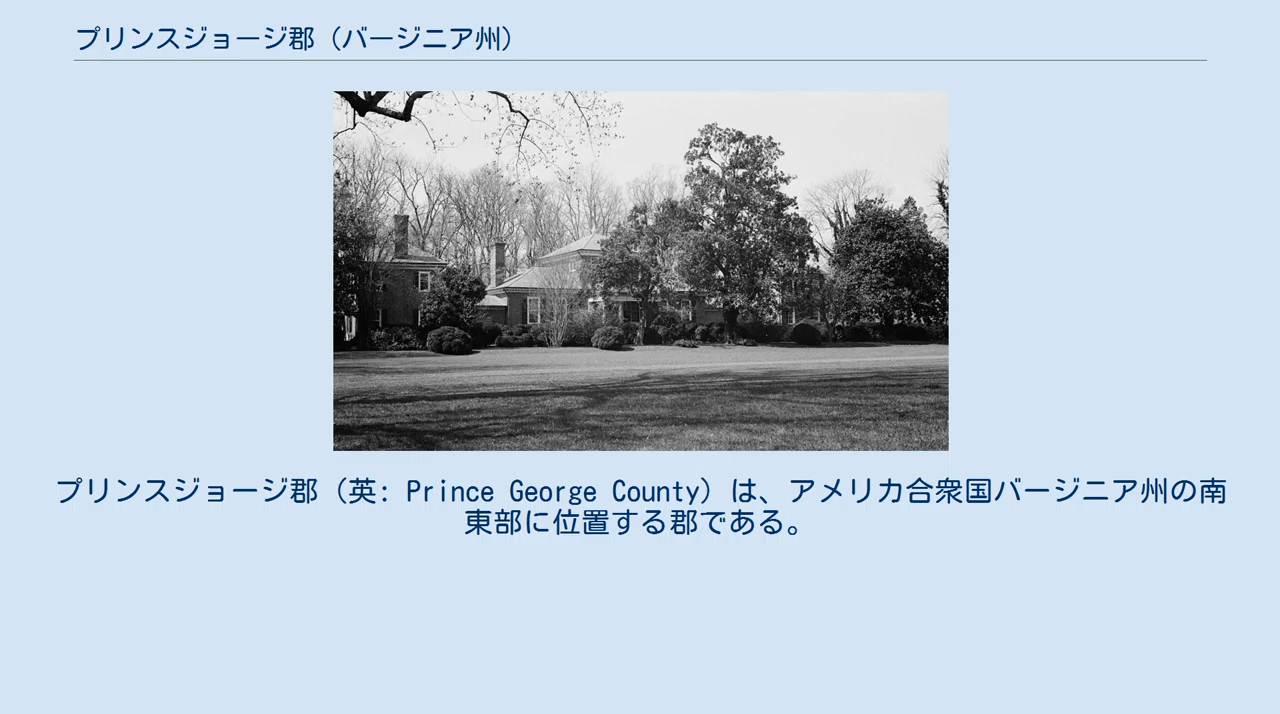 プリンスジョージ郡（バージニア州）
プリンスジョージ郡（英: Prince George County）は、アメリカ合衆国バージニア州の南
東部に位置する郡である。